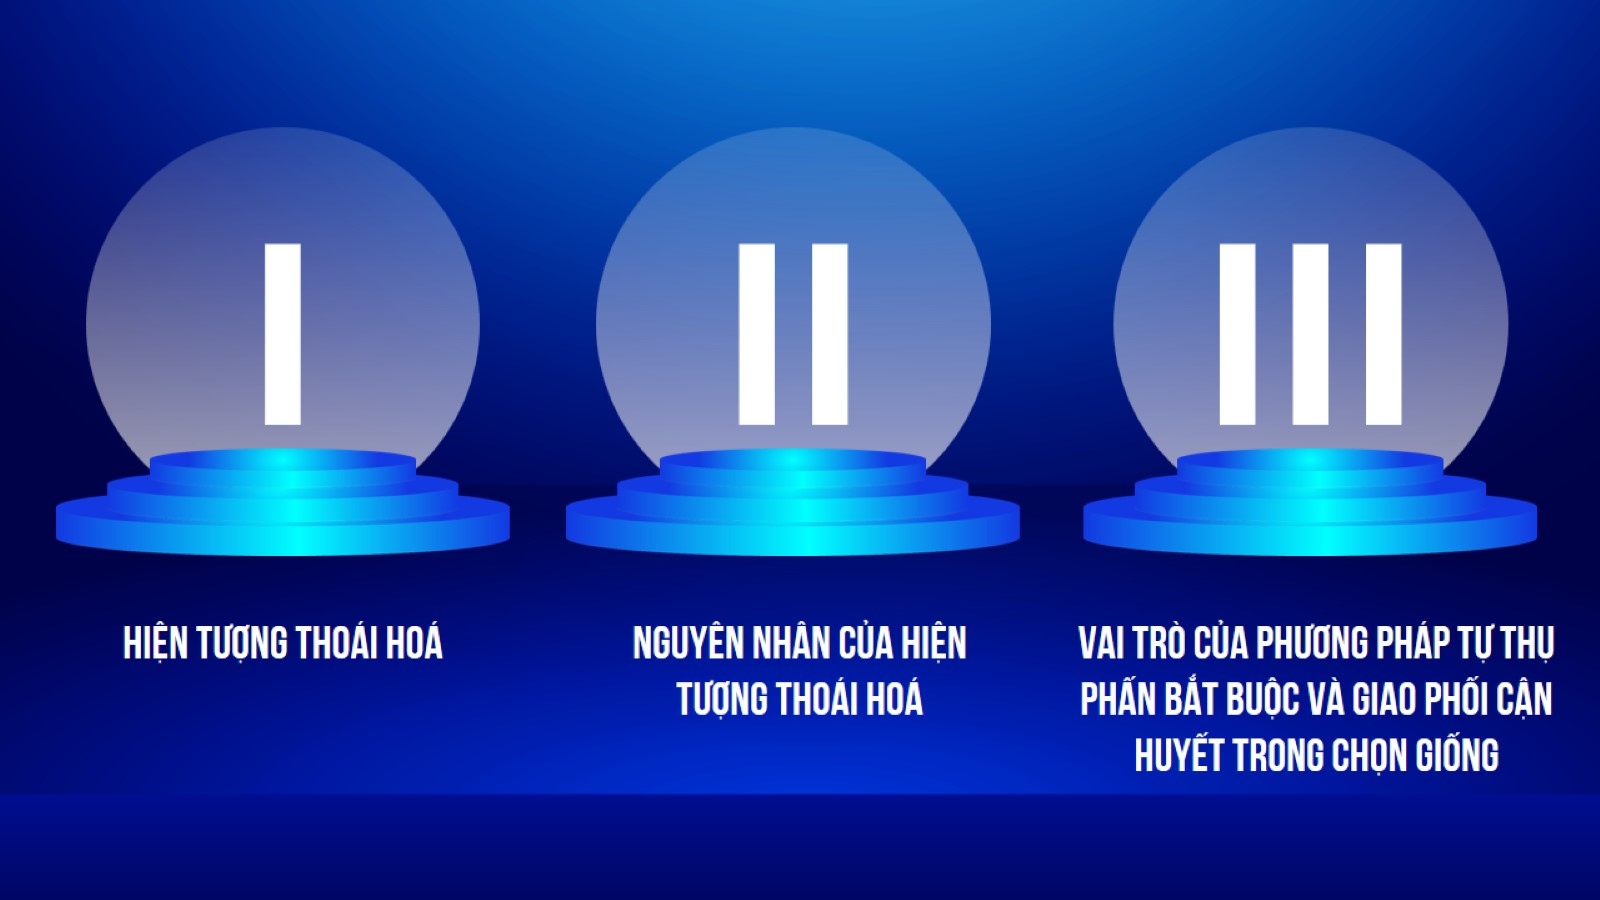 I
II
III
HIỆN TƯỢNG THOÁI HOÁ
NGUYÊN NHÂN CỦA HIỆN
TƯỢNG THOÁI HOÁ
VAI TRÒ CỦA PHƯƠNG PHÁP TỰ THỤ
PHẤN BẮT BUỘC VÀ GIAO PHỐI CẬN
HUYẾT TRONG CHỌN GIỐNG